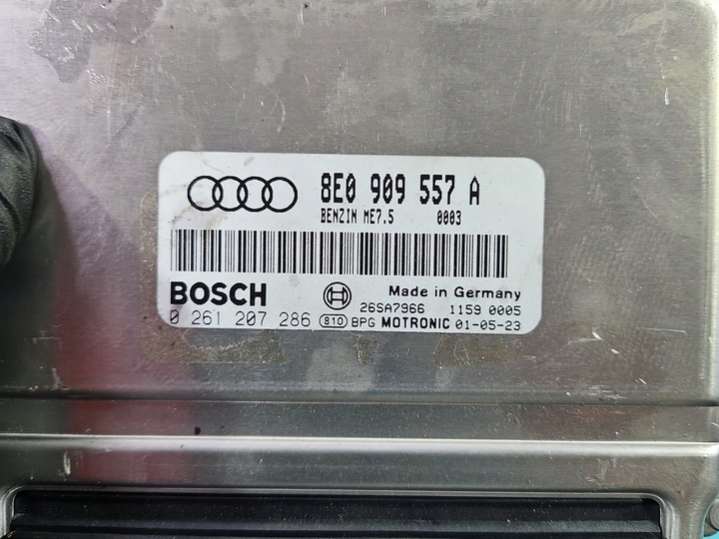 8E0 909 557 A
BENZIN ME7.5 0003
BOSCH Made in Germany
26SA7966 1159 0005
0 261 207 286 810 BPG MOTRONIC 01-05-23